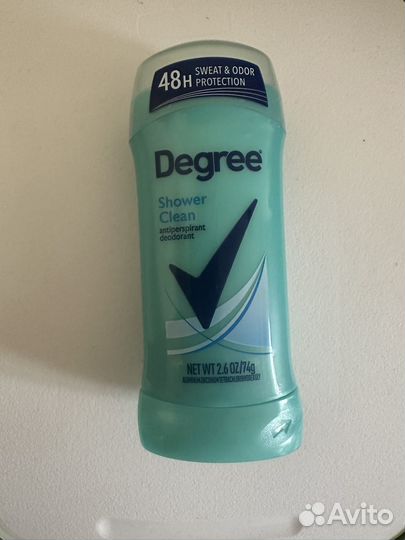 48H SWEAT & ODOR
PROTECTION
Degree®
Shower
Clean
antiperspirant
deodorant
NET WT 2.6 OZ/74g
Avito